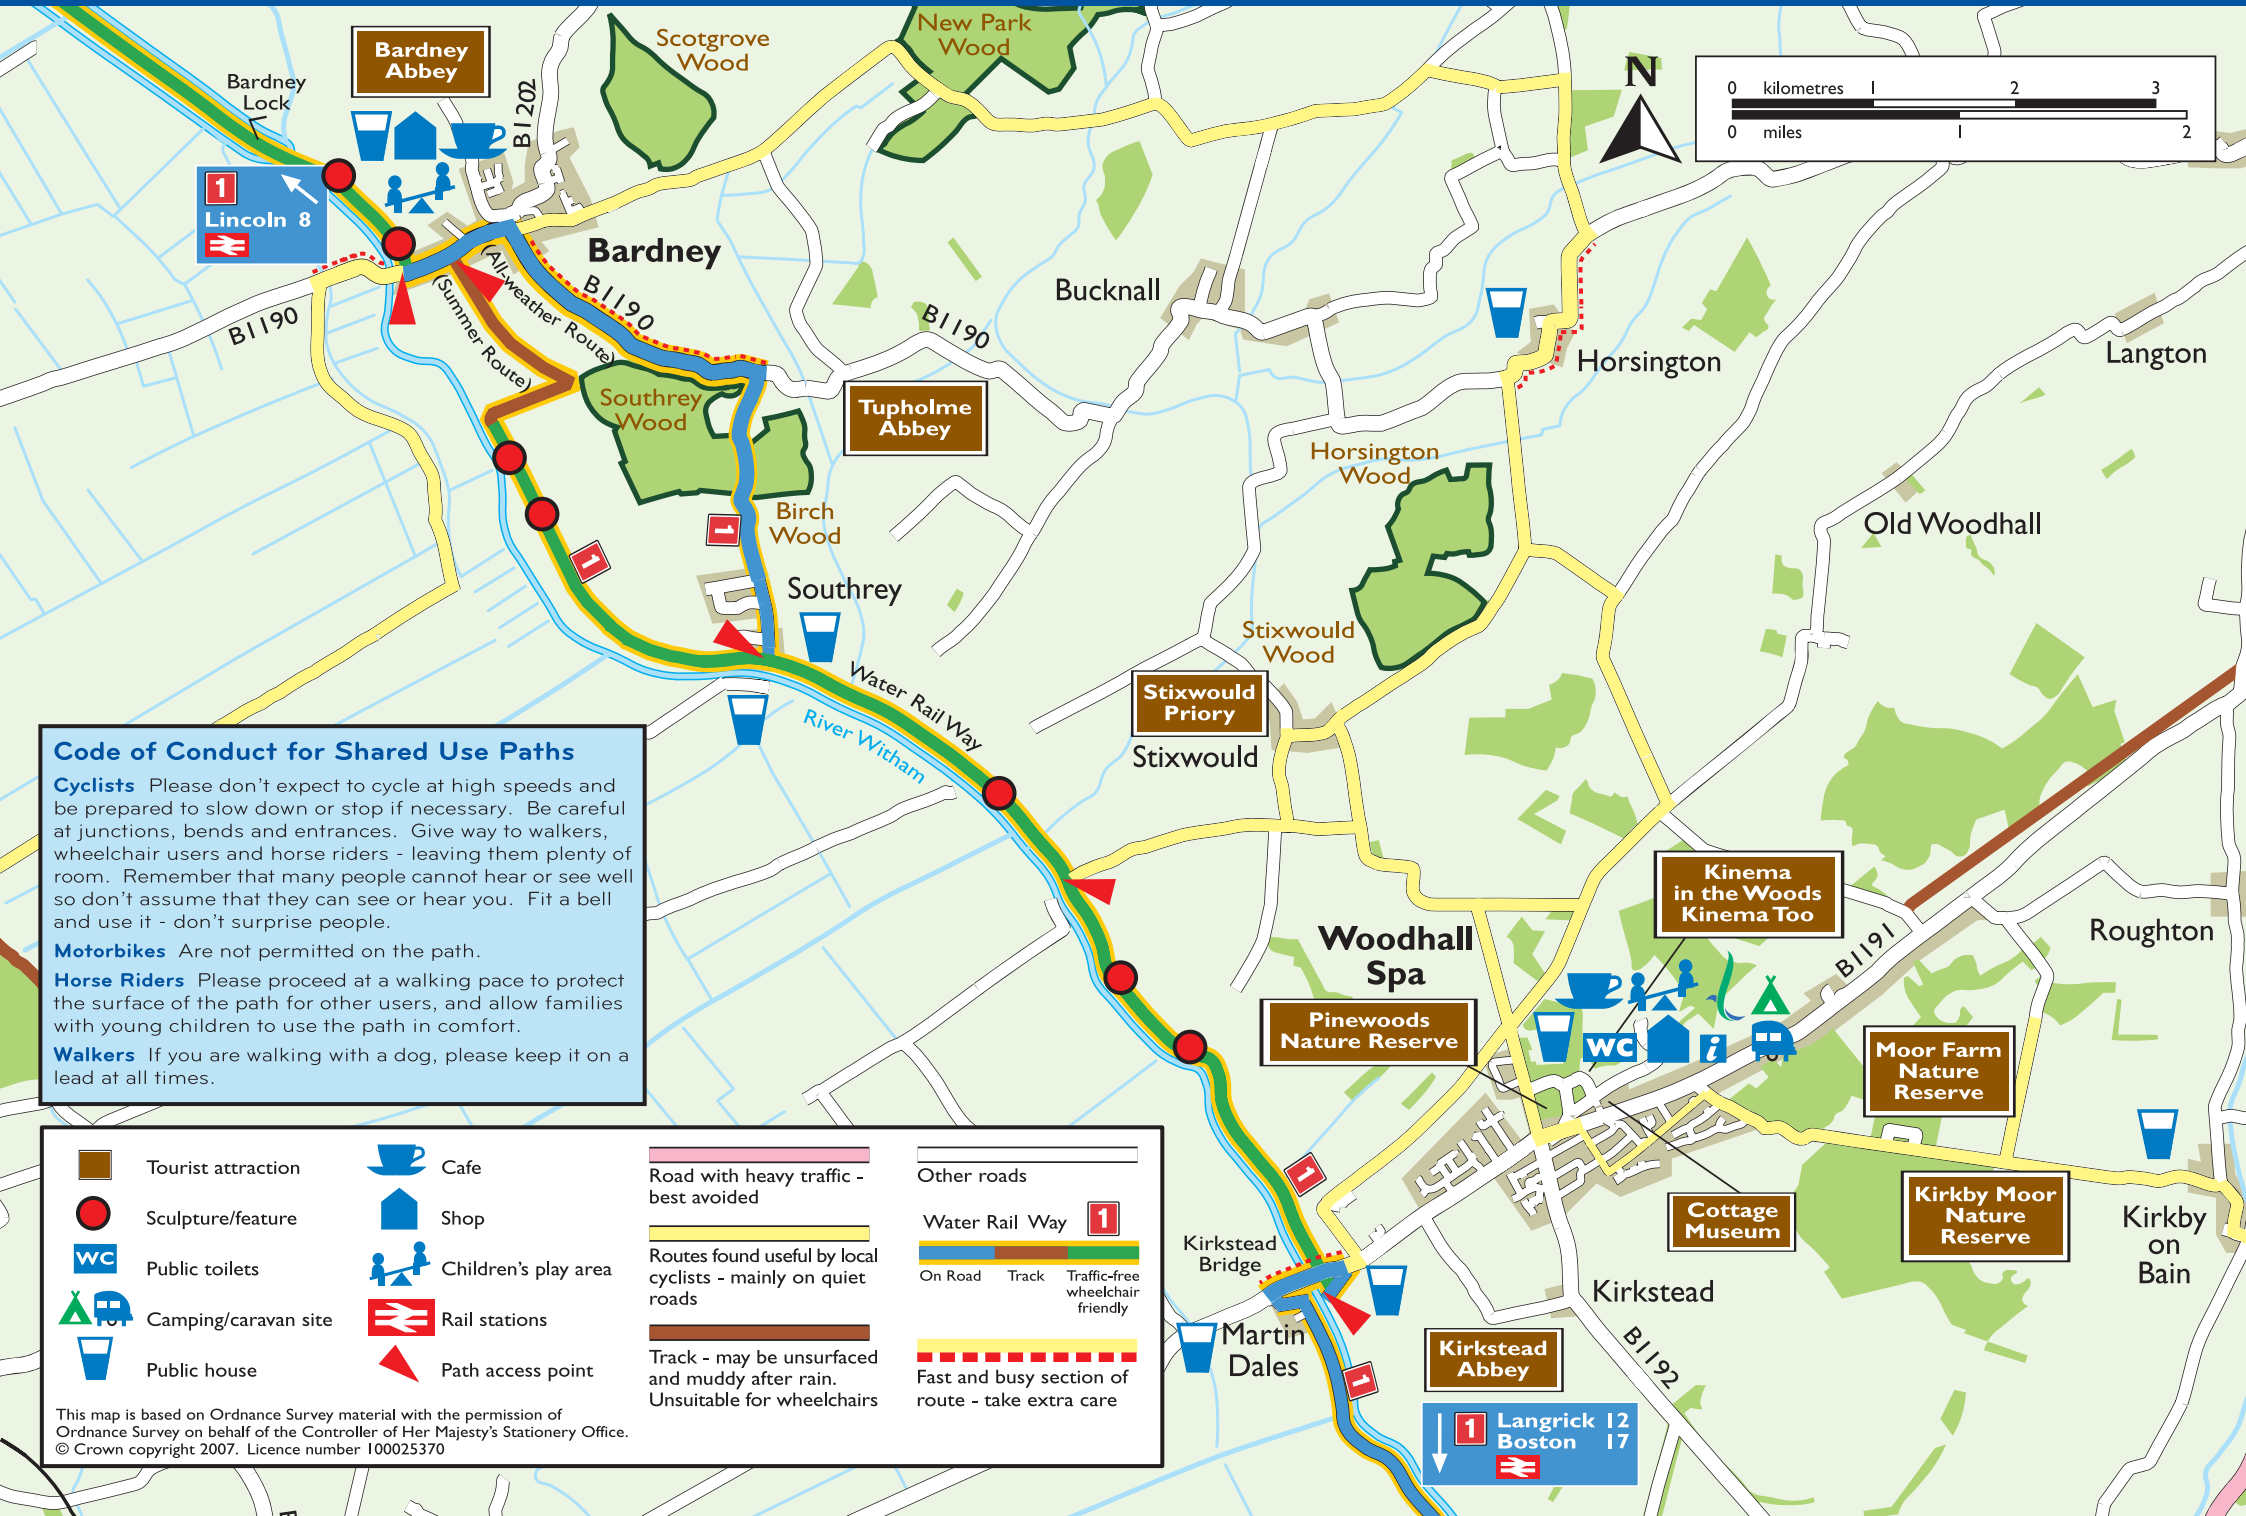 New Park
Wood
Scotgrove
Wood
Bardney
Abbey
Bardney
Lock
B1202
N
0 kilometres 1 2 3
0 miles 1 2
1
Lincoln 8
Bardney
(All-weather Route)
(Summer Route)
B1190
B1190
B1190
Bucknall
Horsington
Langton
Southrey
Wood
Tupholme
Abbey
Horsington
Wood
Old Woodhall
1
Birch
Wood
1
Southrey
Stixwould
Wood
Stixwould
Priory
Stixwould
Water Rail Way
River Witham
Code of Conduct for Shared Use Paths
Cyclists Please don't expect to cycle at high speeds and
be prepared to slow down or stop if necessary. Be careful
at junctions, bends and entrances. Give way to walkers,
wheelchair users and horse riders - leaving them plenty of
room. Remember that many people cannot hear or see well
so don't assume that they can see or hear you. Fit a bell
and use it - don't surprise people.
Motorbikes Are not permitted on the path.
Horse Riders Please proceed at a walking pace to protect
the surface of the path for other users, and allow families
with young children to use the path in comfort.
Walkers If you are walking with a dog, please keep it on a
lead at all times.
Kinema
in the Woods
Kinema Too
Woodhall
Spa
B1191
Roughton
Pinewoods
Nature Reserve
WC
i
Moor Farm
Nature
Reserve
Cottage
Museum
Kirkby Moor
Nature
Reserve
Kirkby
on
Bain
1
Kirkstead
Bridge
Kirkstead
Martin
Dales
Kirkstead
Abbey
B1192
1
1
Langrick 12
Boston 17
Tourist attraction
Sculpture/feature
WC
Public toilets
Camping/caravan site
Public house
Cafe
Shop
Children's play area
Rail stations
Path access point
Road with heavy traffic -
best avoided
Routes found useful by local
cyclists - mainly on quiet
roads
Track - may be unsurfaced
and muddy after rain.
Unsuitable for wheelchairs
Other roads
Water Rail Way 1
On Road Track Traffic-free
wheelchair
friendly
Fast and busy section of
route - take extra care
This map is based on Ordnance Survey material with the permission of
Ordnance Survey on behalf of the Controller of Her Majesty's Stationery Office.
© Crown copyright 2007. Licence number 100025370